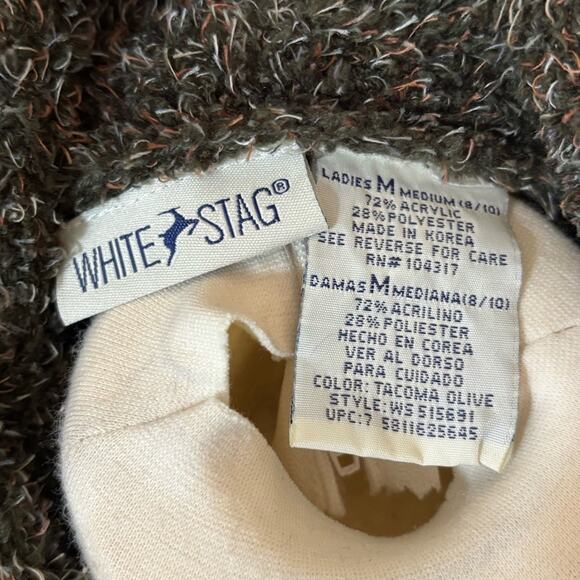 WHITE STAG®
LADIES M MEDIUM (8/10)
72% ACRYLIC
28% POLYESTER
MADE IN KOREA
SEE REVERSE FOR CARE
RN# 104317
DAMAS M MEDIANA (8/10)
72% ACRILINO
28% POLIESTER
HECHO EN COREA
VER AL DORSO
PARA CUIDADO
COLOR: TACOMA OLIVE
STYLE: WS515691
UPC:7 5811625645